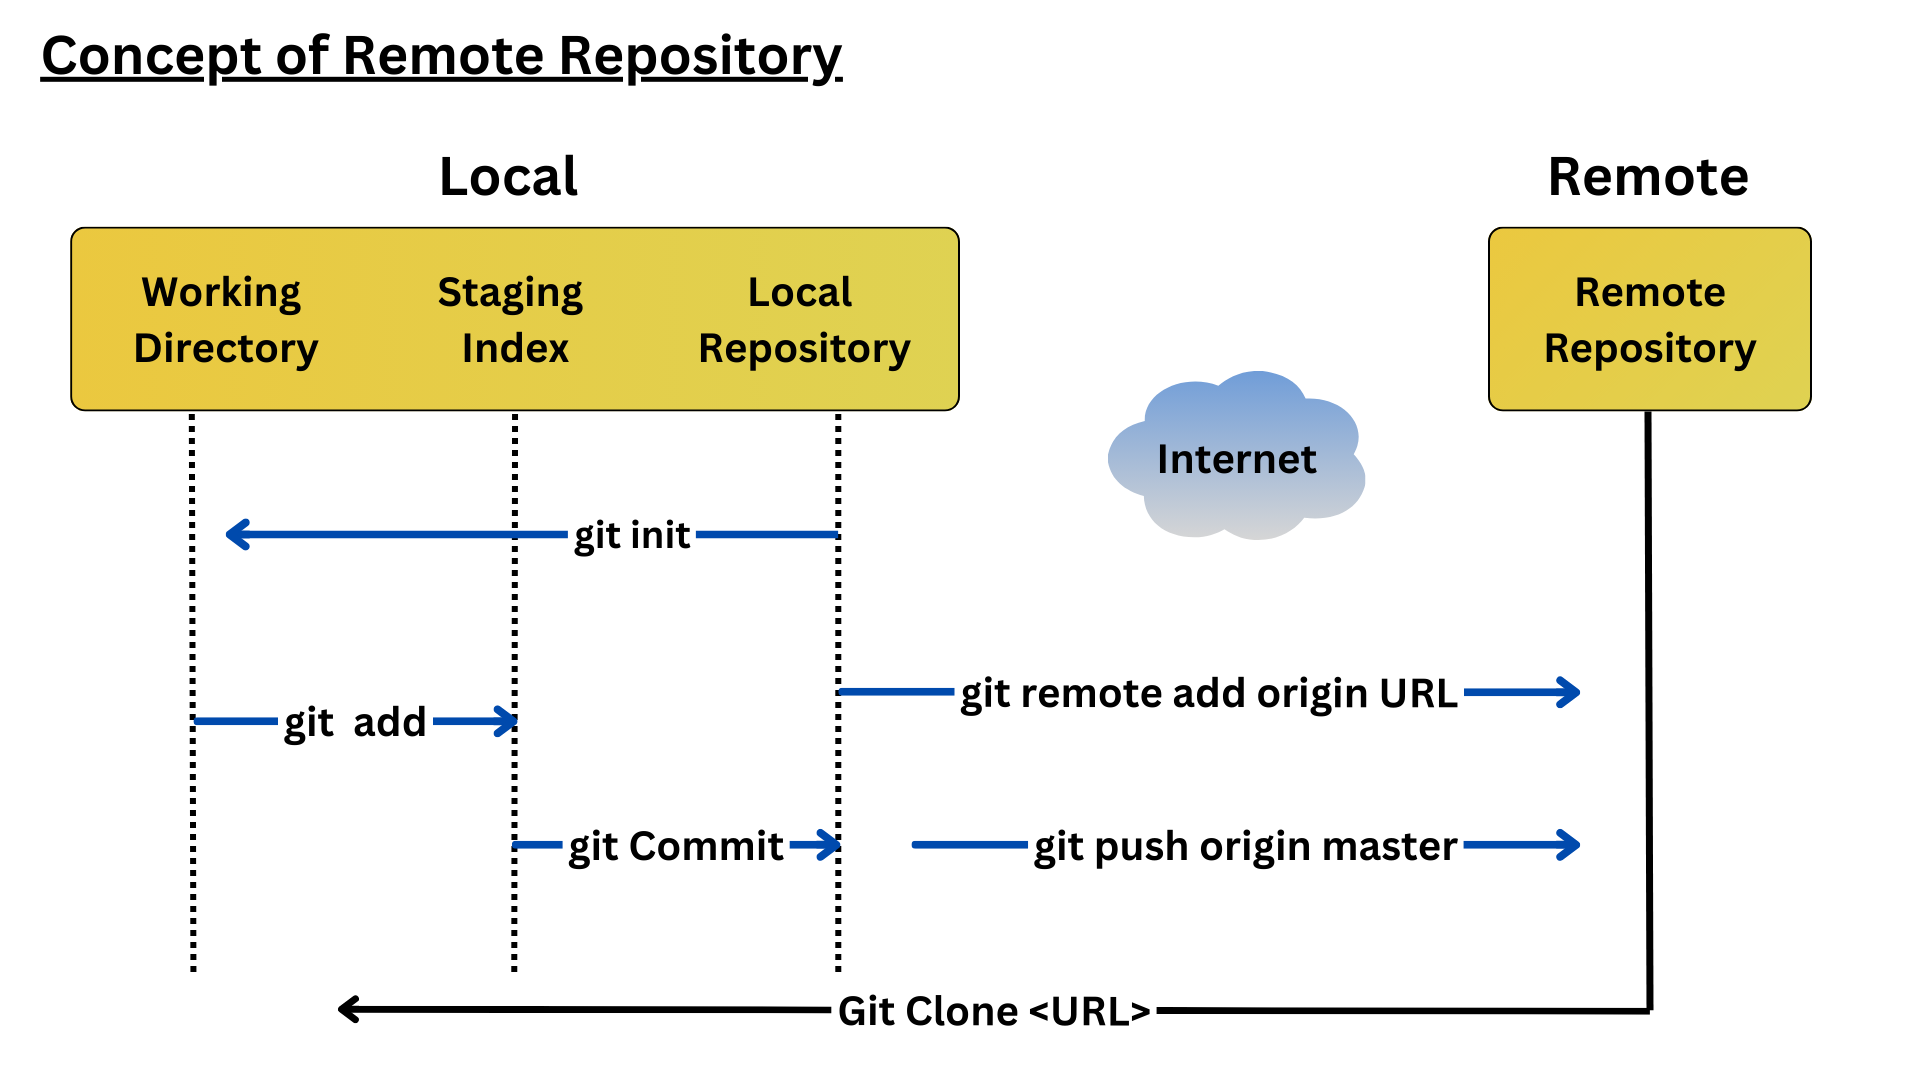 Concept of Remote Repository
Local
Remote
Working
Directory
Staging
Index
Local
Repository
Remote
Repository
Internet
git init
git remote add origin URL
git  add
git Commit
git push origin master
Git Clone <URL>